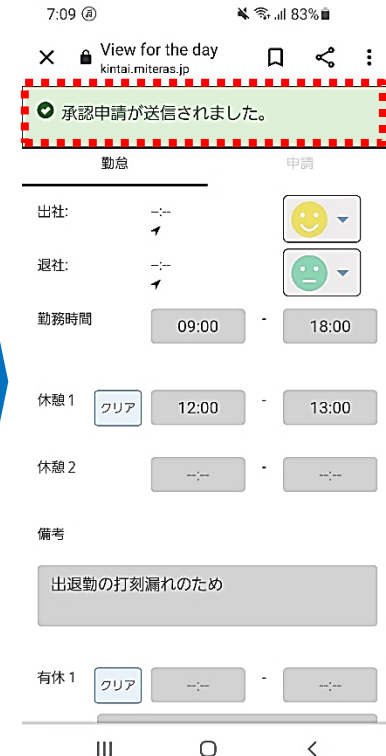 7:09 ⓐ 83%
View for the day
kintai.miteras.jp
承認申請が送信されました。
勤怠 申請
出社: --:--
退社: --:--
勤務時間 09:00 - 18:00
休憩1 クリア 12:00 - 13:00
休憩2 --:-- - --:--
備考
出退勤の打刻漏れのため
有休1 クリア --:-- - --:--